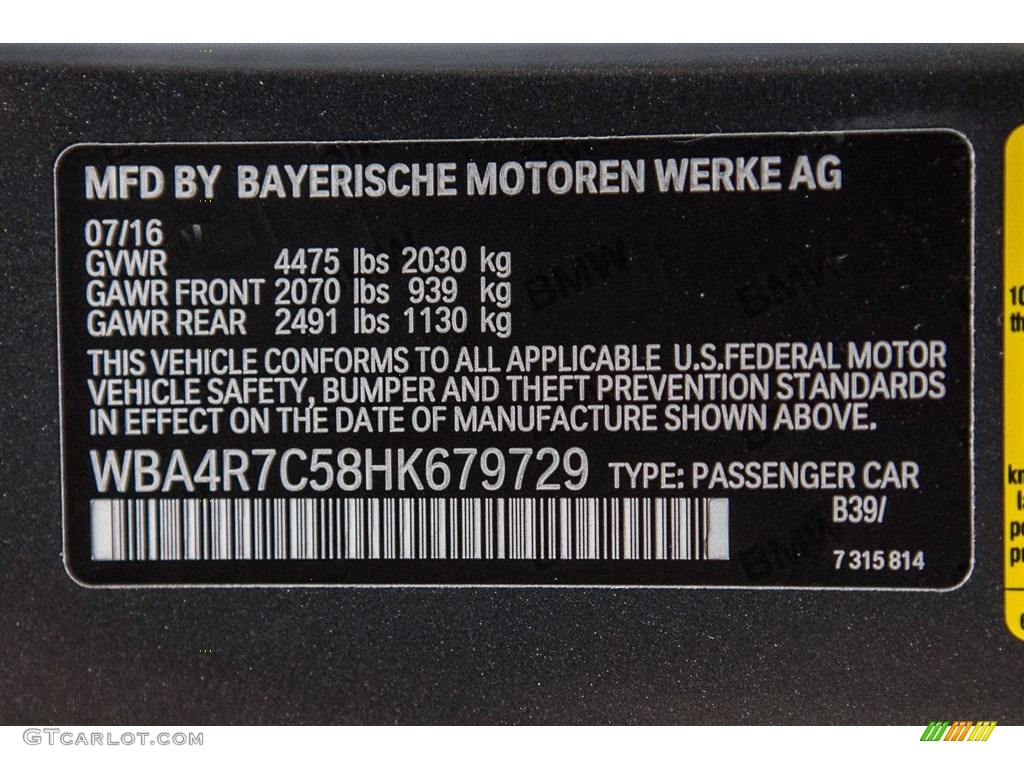 MFD BY BAYERISCHE MOTOREN WERKE AG
07/16
GVWR 4475 lbs 2030 kg
GAWR FRONT 2070 lbs 939 kg
GAWR REAR 2491 lbs 1130 kg
THIS VEHICLE CONFORMS TO ALL APPLICABLE U.S.FEDERAL MOTOR
VEHICLE SAFETY, BUMPER AND THEFT PREVENTION STANDARDS
IN EFFECT ON THE DATE OF MANUFACTURE SHOWN ABOVE.
WBA4R7C58HK679729 TYPE: PASSENGER CAR
B39/
7 315 814
BMW
BMW
BMW
GTCARLOT.COM